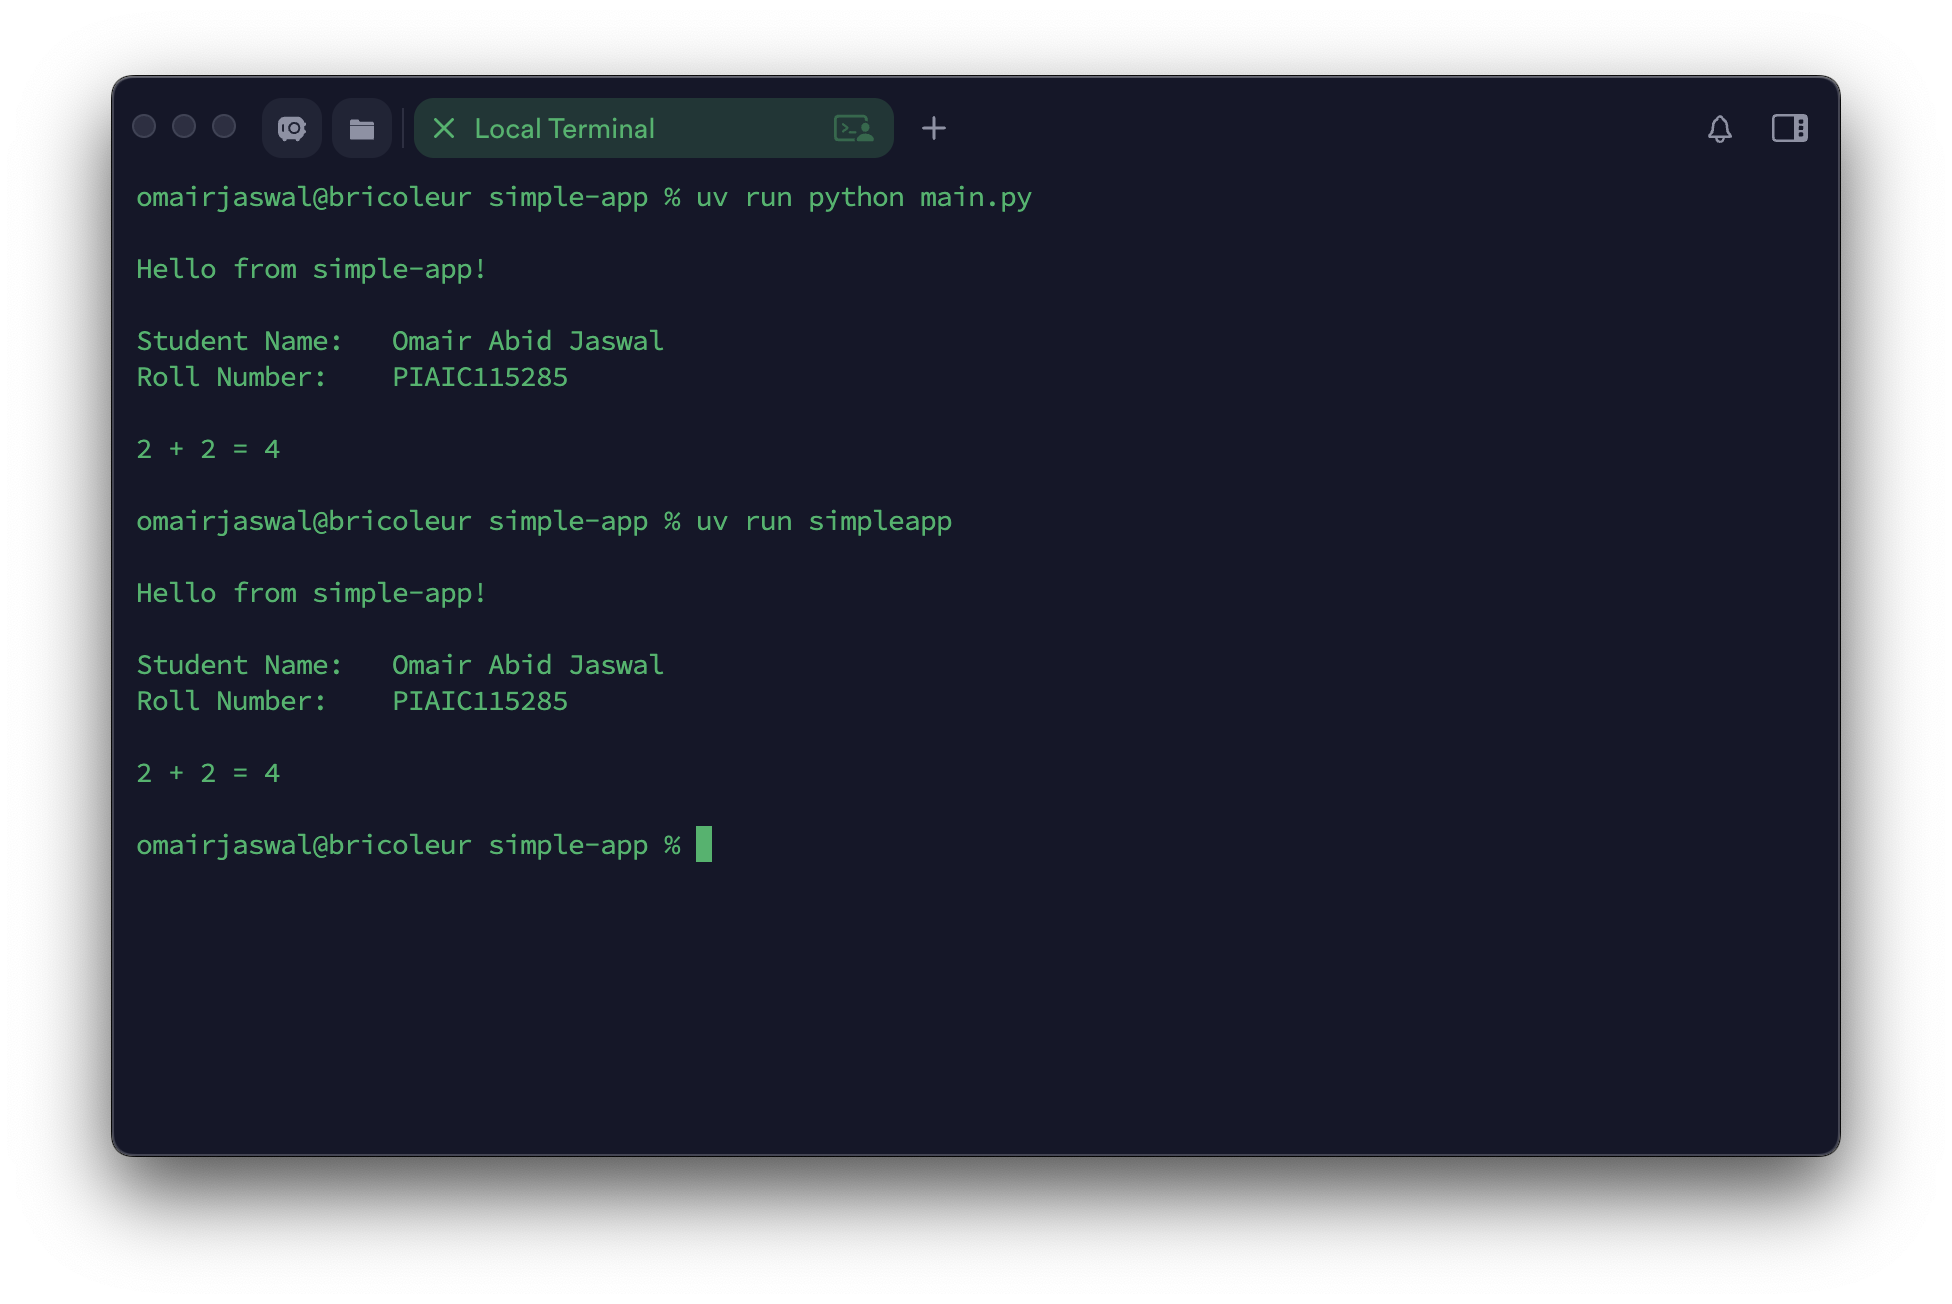 Local Terminal
omairjaswal@bricoleur simple-app % uv run python main.py
Hello from simple-app!
Student Name:   Omair Abid Jaswal
Roll Number:    PIAIC115285
2 + 2 = 4
omairjaswal@bricoleur simple-app % uv run simpleapp
Hello from simple-app!
Student Name:   Omair Abid Jaswal
Roll Number:    PIAIC115285
2 + 2 = 4
omairjaswal@bricoleur simple-app %